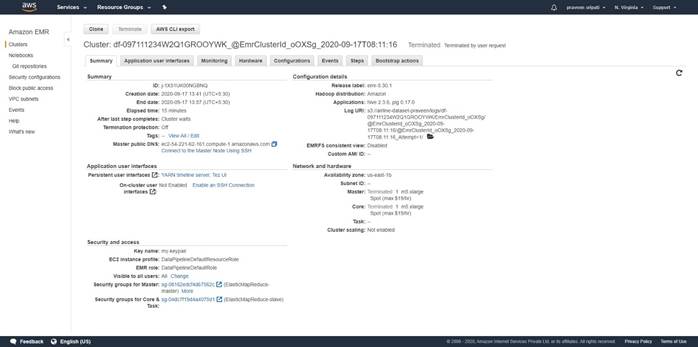 aws Services Resource Groups praveen sripati N. Virginia Support
Clone Terminate AWS CLI export
Amazon EMR
Cluster: df-097111234W2Q1GROOYWK_@EmrClusterId_oOXSg_2020-09-17T08:11:16 Terminated Terminated by user request
Clusters
Notebooks
Git repositories
Security configurations
Block public access
VPC subnets
Events
Help
What's new
Summary Application user interfaces Monitoring Hardware Configurations Events Steps Bootstrap actions
Summary
ID:
Creation date: 2020-09-17 13:41 (UTC+5:30)
End date: 2020-09-17 13:57 (UTC+5:30)
Elapsed time: 15 minutes
After last step completes: Cluster waits
Termination protection: Off
Tags: -- View All / Edit
Master public DNS: ec2-54-221-62-161.compute-1.amazonaws.com
Connect to the Master Node Using SSH
Configuration details
Release label: emr-5.30.1
Hadoop distribution: Amazon
Applications: Hive 2.3.6, Pig 0.17.0
Log URI: s3://airline-dataset-praveen/logs/df-
097111234W2Q1GROOYWK/EmrClusterId_oOXSg/
@EmrClusterId_oOXSg_2020-09-
17T08:11:16/@EmrClusterId_oOXSg_2020-09-
17T08:11:16_Attempt=1/
EMRFS consistent view: Disabled
Custom AMI ID: --
Application user interfaces
Persistent user interfaces : YARN timeline server, Tez UI
On-cluster user interfaces : Not Enabled Enable an SSH Connection
Network and hardware
Availability zone: us-east-1b
Subnet ID: --
Master: Terminated 1 m3.xlarge
Spot (max $19/hr)
Core: Terminated 1 m3.xlarge
Spot (max $19/hr)
Task: --
Cluster scaling: Not enabled
Security and access
Key name: my-keypair
EC2 instance profile: DataPipelineDefaultResourceRole
EMR role: DataPipelineDefaultRole
Visible to all users: All Change
Security groups for Master: (ElasticMapReduce-
master) More
Security groups for Core & Task: (ElasticMapReduce-slave)
Feedback English (US) © 2008 - 2020, Amazon Internet Services Private Ltd. or its affiliates. All rights reserved. Privacy Policy Terms of Use